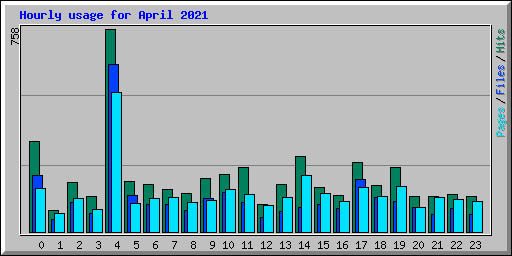 Hourly usage for April 2021
758
Pages / Files / Hits
0 1 2 3 4 5 6 7 8 9 10 11 12 13 14 15 16 17 18 19 20 21 22 23